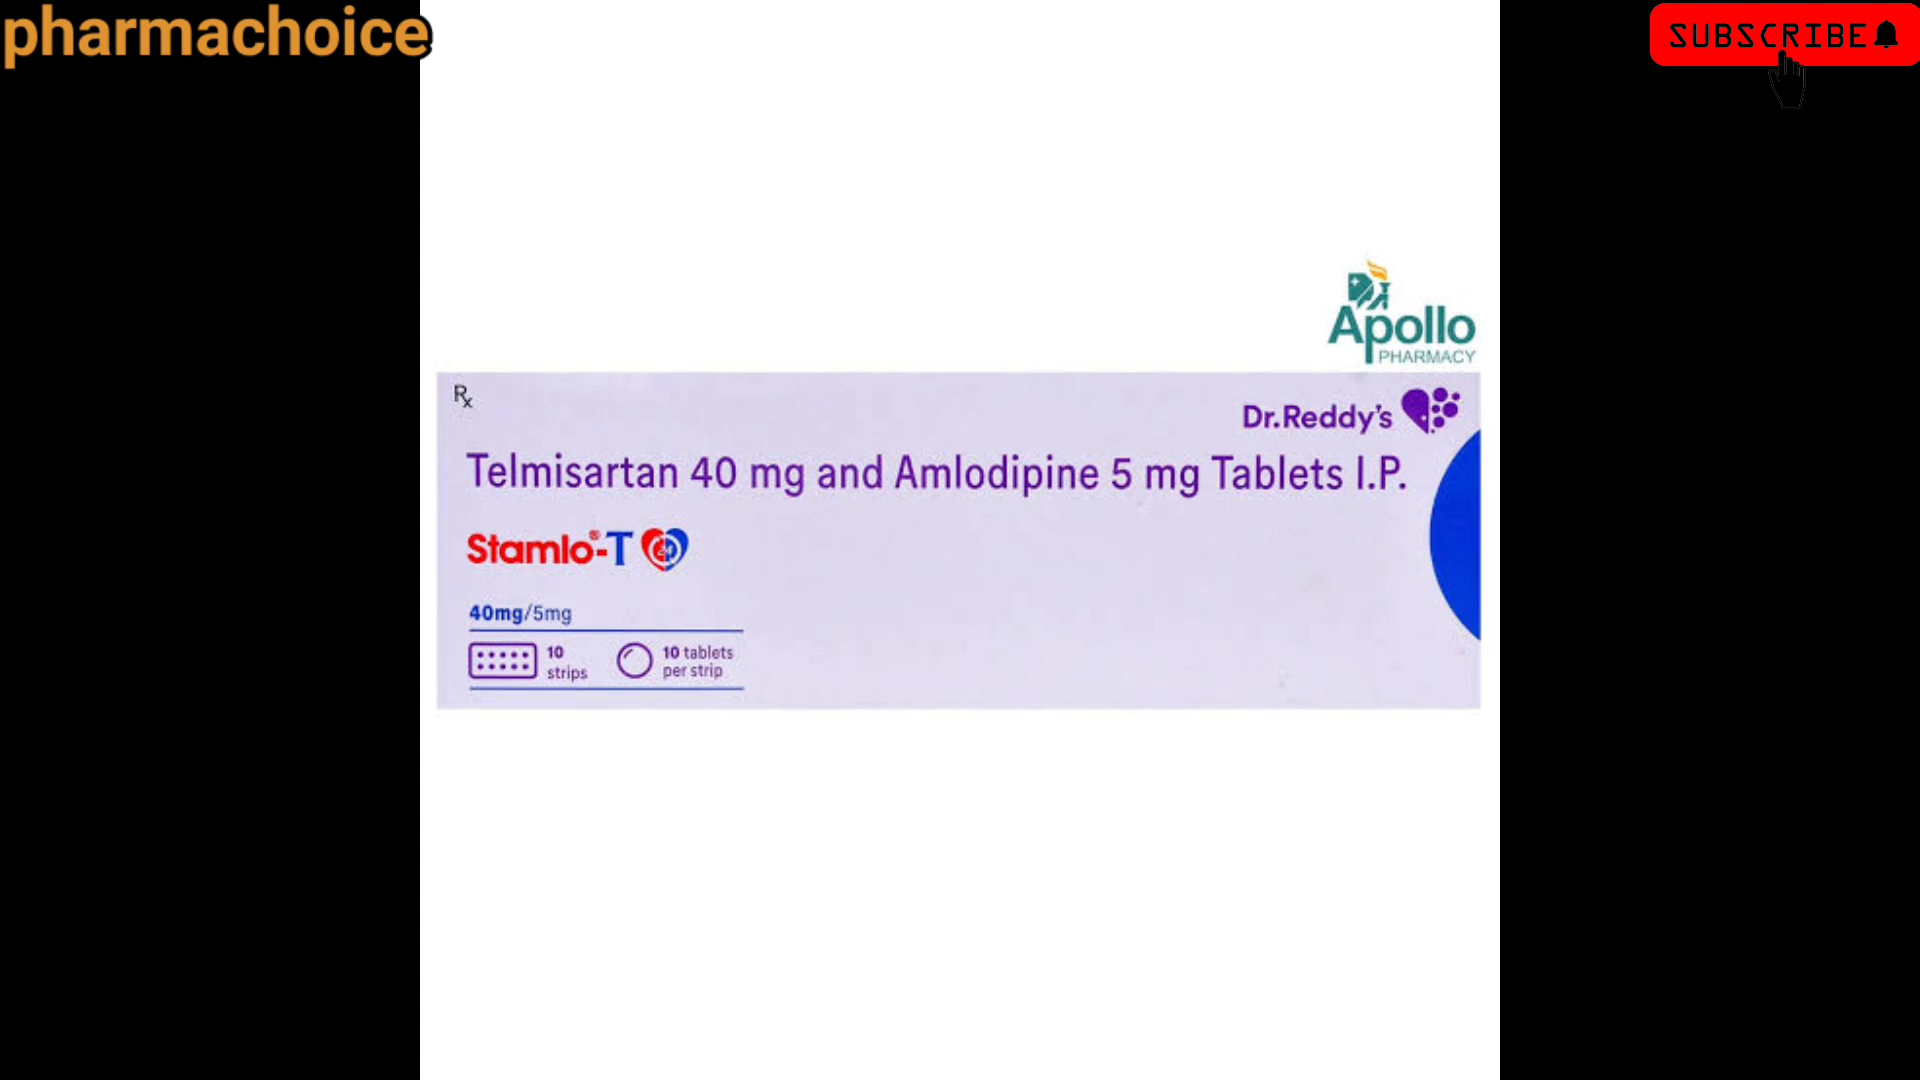 pharmachoice
SUBSCRIBE
Apollo
PHARMACY
Rx
Dr.Reddy's
Telmisartan 40 mg and Amlodipine 5 mg Tablets I.P.
Stamlo®-T 24
40mg/5mg
10 strips
10 tablets per strip